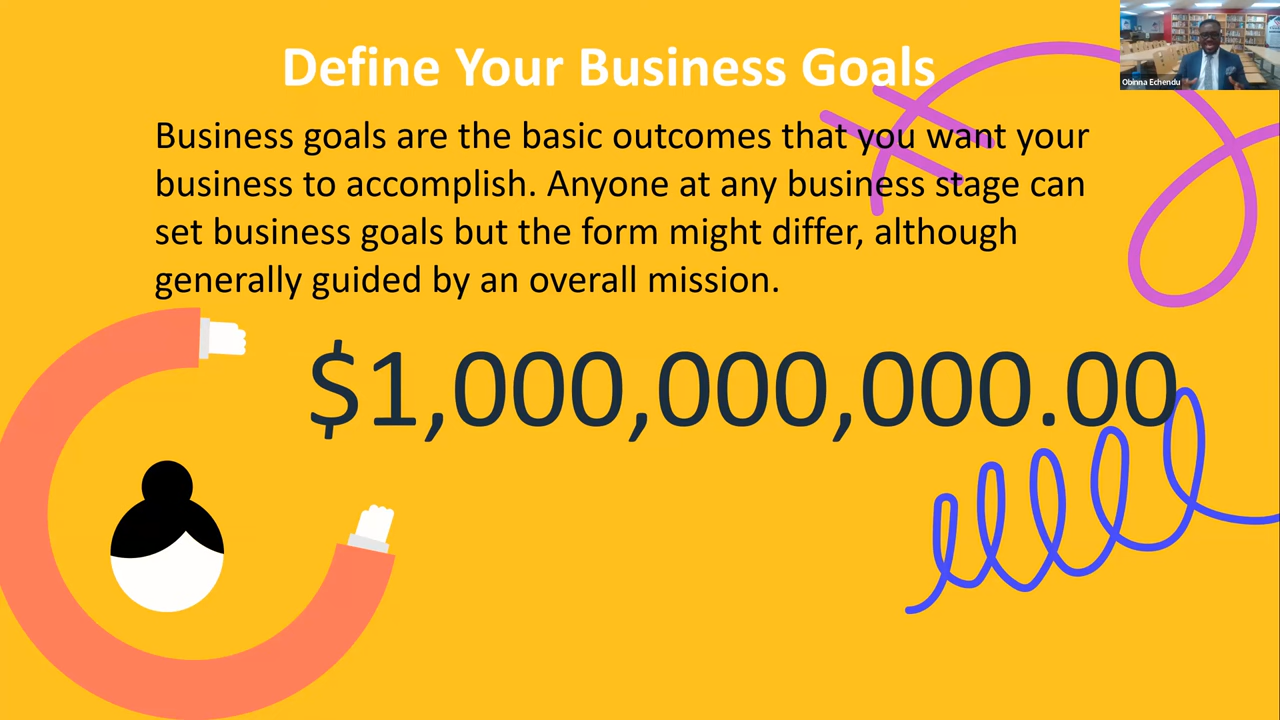 Define Your Business Goals
Obinna Echendu
Business goals are the basic outcomes that you want your
business to accomplish. Anyone at any business stage can
set business goals but the form might differ, although
generally guided by an overall mission.
$1,000,000,000.00